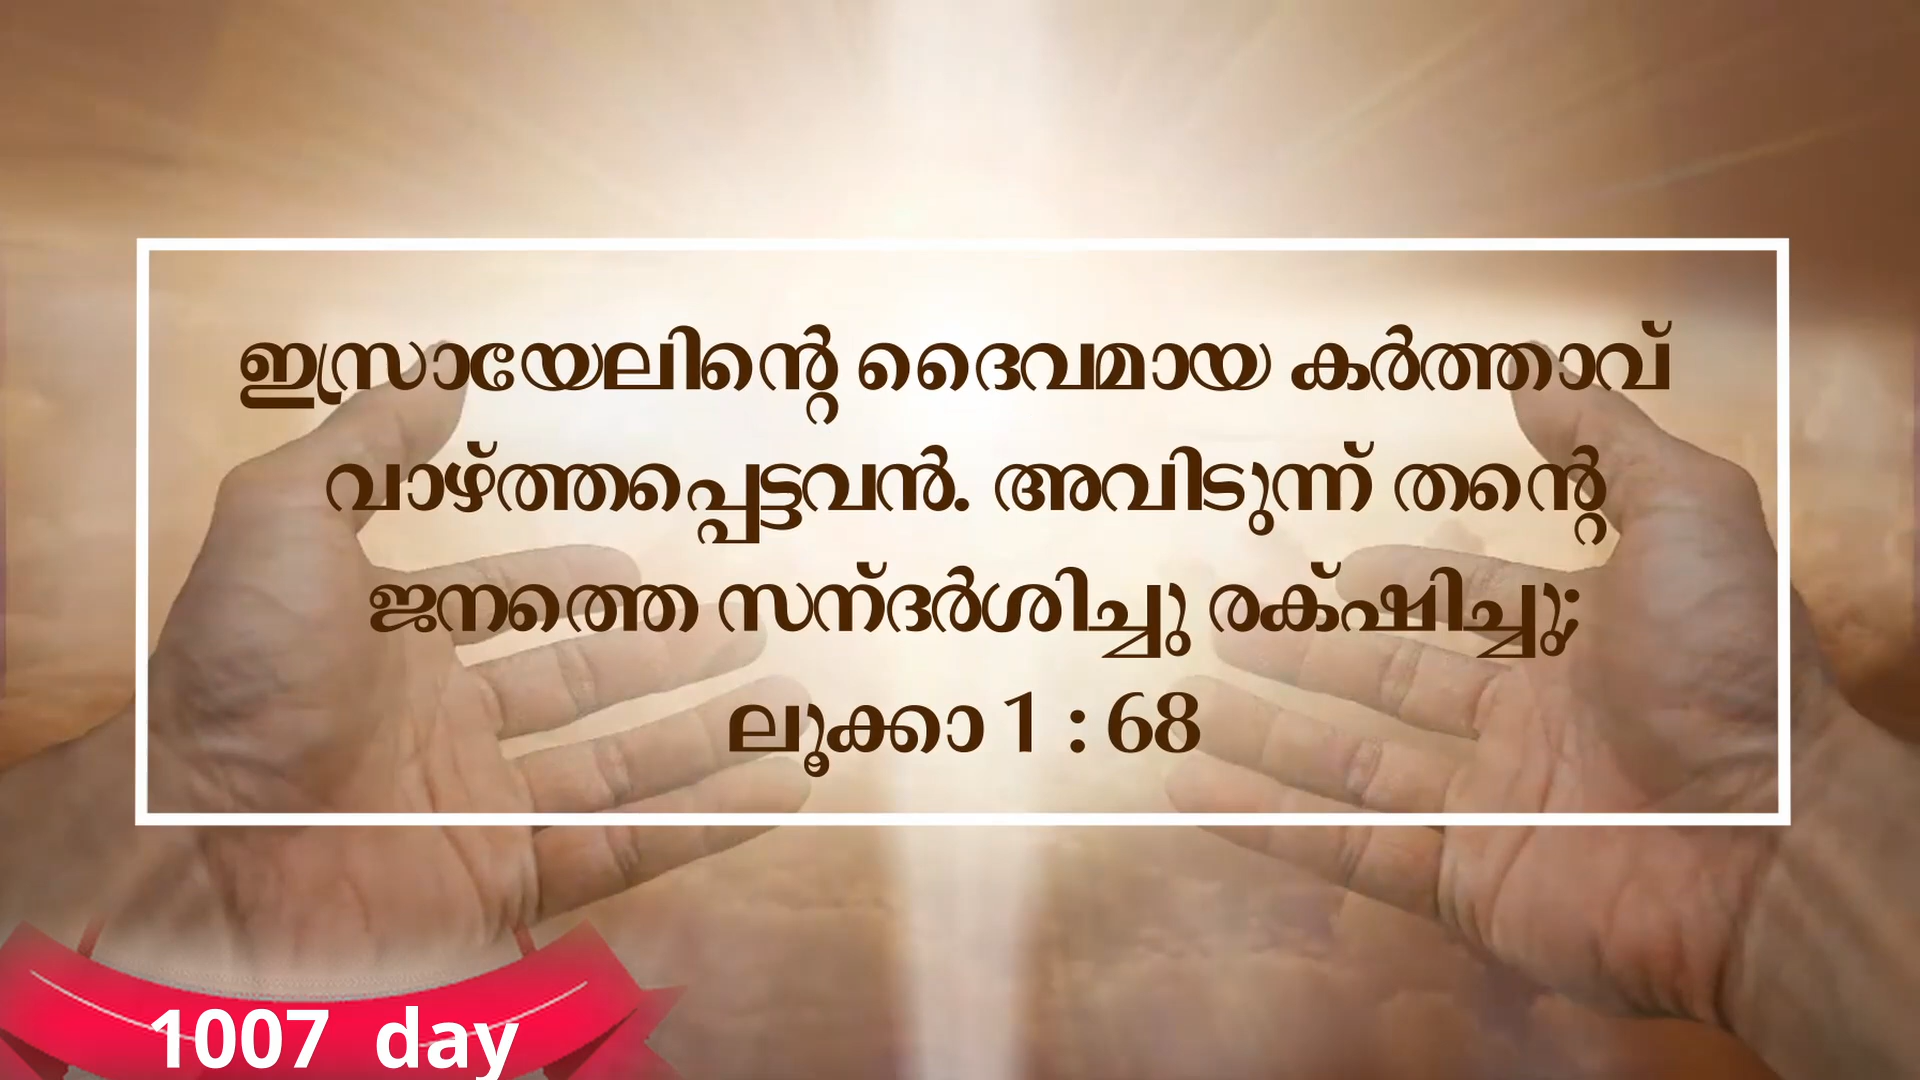 ഇസ്രായേലിന്റെ ദൈവമായ കർത്താവ്
വാഴ്ത്തപ്പെട്ടവൻ. അവിടുന്ന് തന്റെ
ജനത്തെ സന്ദർശിച്ചു രക്ഷിച്ചു;
ലൂക്കാ 1 : 68
1007 day